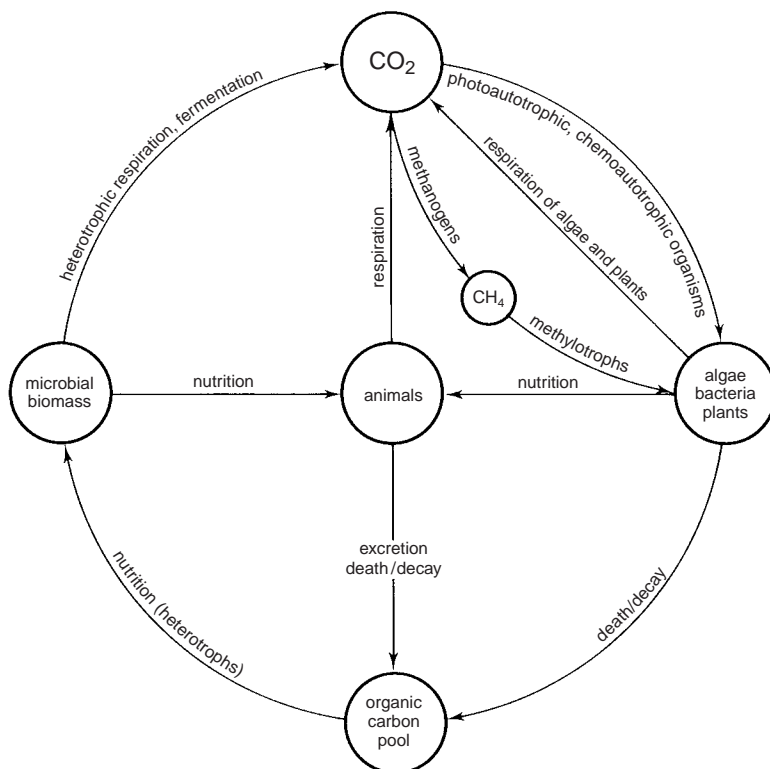 CO₂
photoautotrophic, chemoautotrophic organisms
heterotrophic respiration, fermentation
respiration of algae and plants
methanogens
respiration
CH₄
methylotrophs
microbial
biomass
nutrition
animals
nutrition
algae
bacteria
plants
excretion
death/decay
nutrition (heterotrophs)
death/decay
organic
carbon
pool